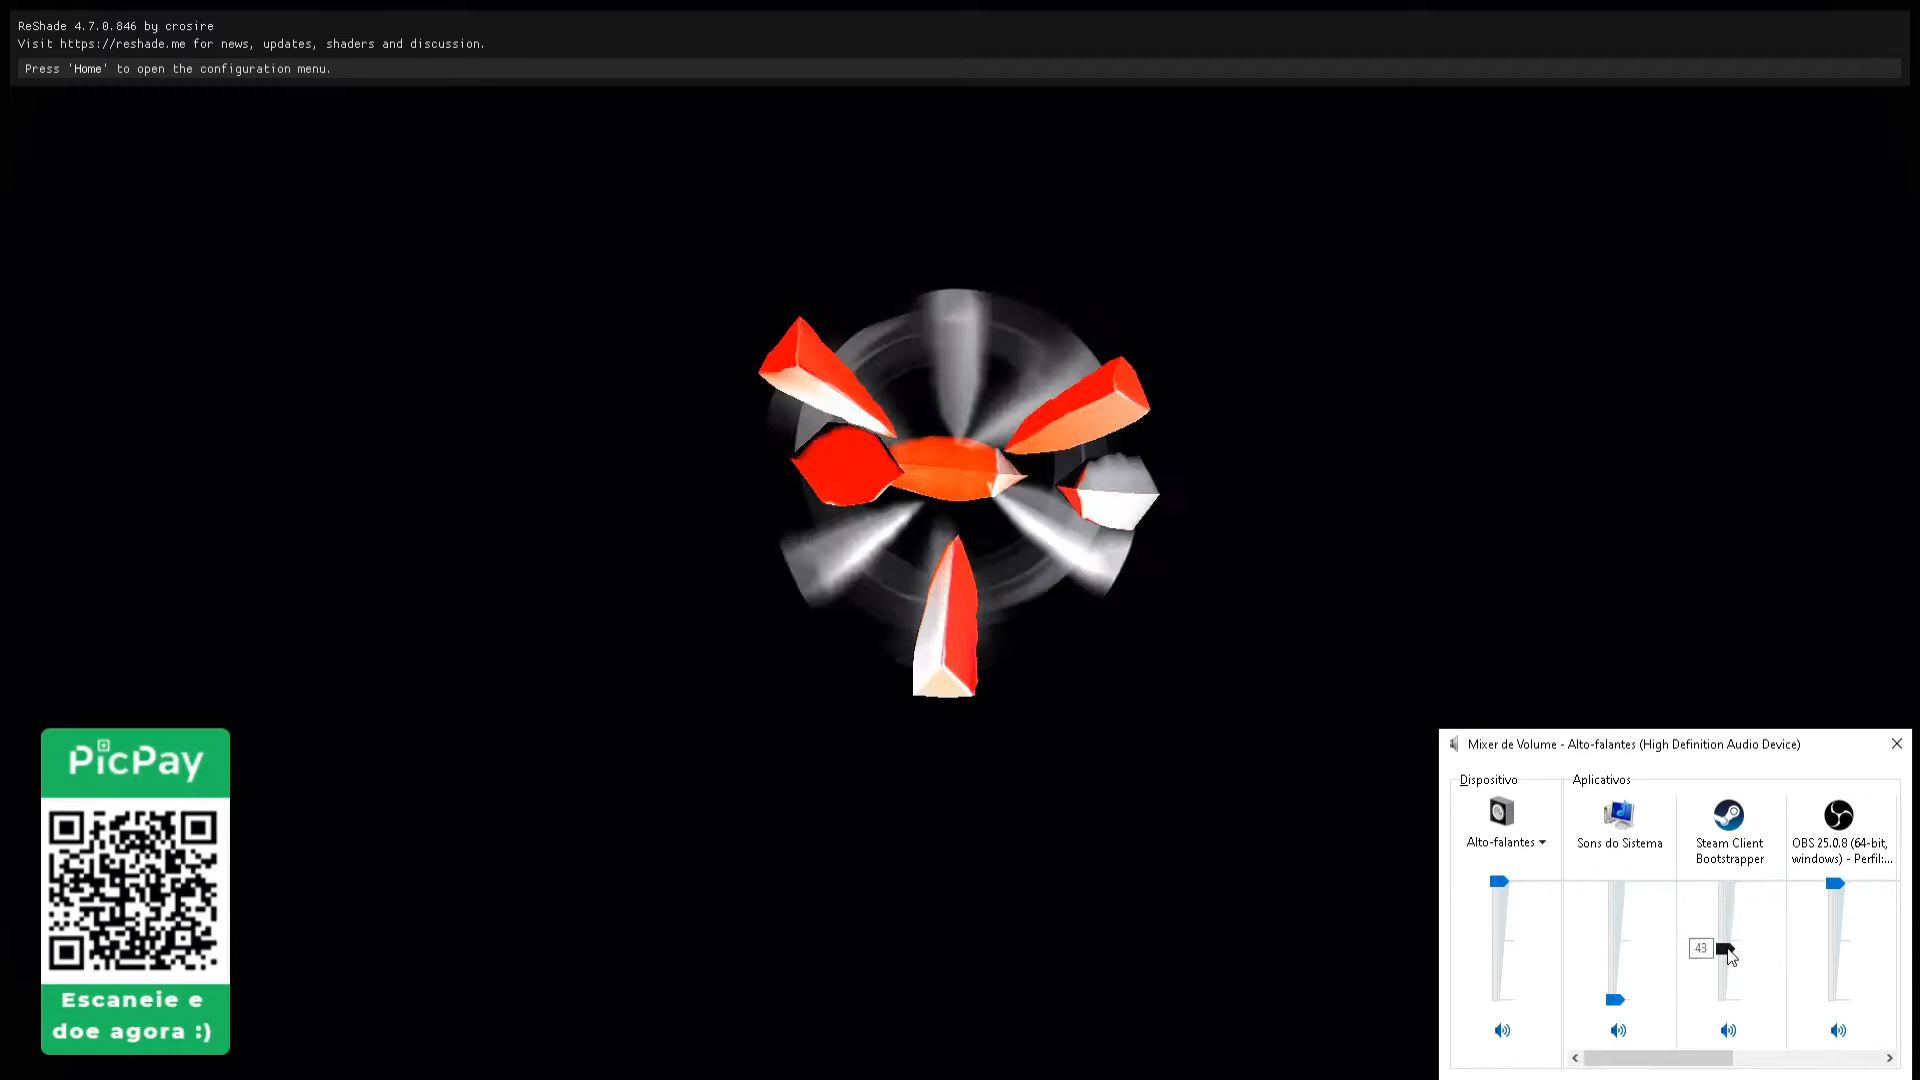 ReShade 4.7.0.846 by crosire
Visit https://reshade.me for news, updates, shaders and discussion.
Press 'Home' to open the configuration menu.
PicPay
Escaneie e
doe agora :)
Mixer de Volume - Alto-falantes (High Definition Audio Device)
Dispositivo
Aplicativos
Alto-falantes
Sons do Sistema
Steam Client
Bootstrapper
OBS 25.0.8 (64-bit,
windows) - Perfil:...
43